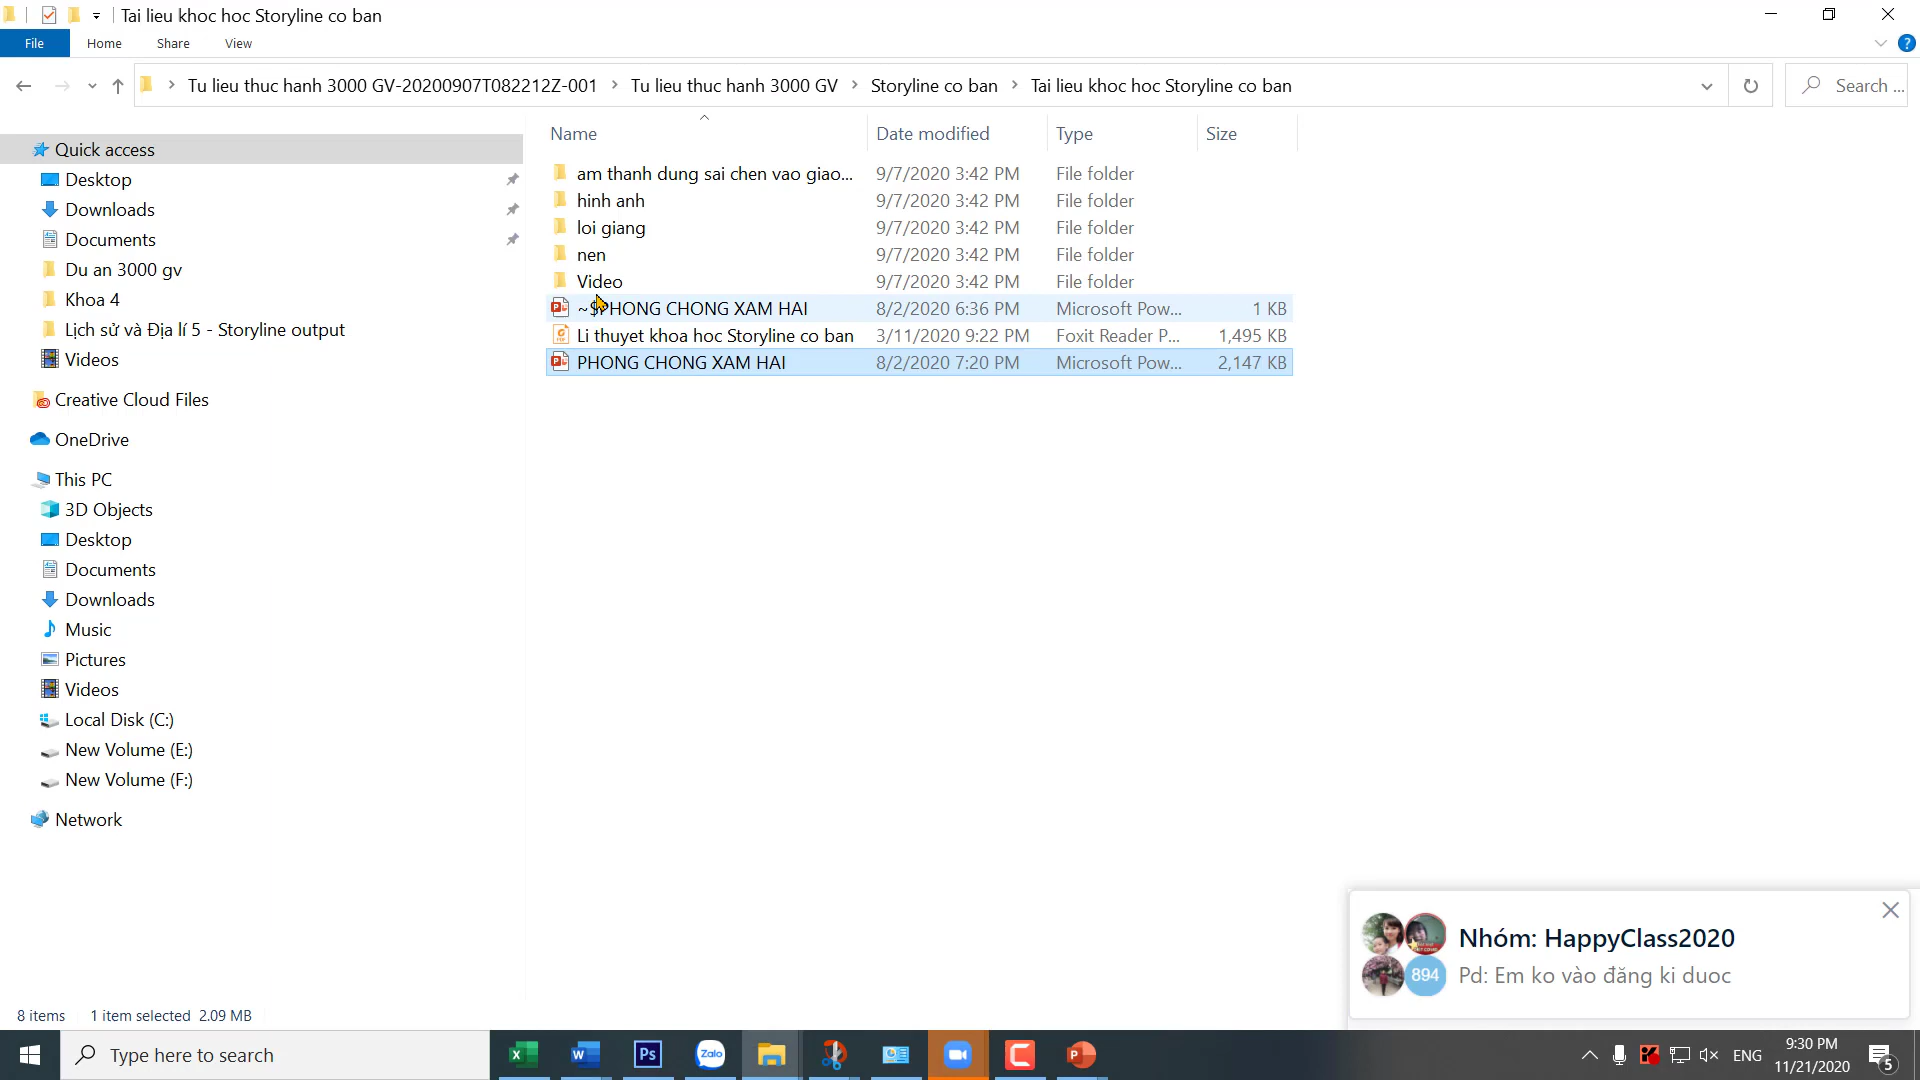 Tai lieu khoc hoc Storyline co ban
File Home Share View
Tu lieu thuc hanh 3000 GV-20200907T082212Z-001 Tu lieu thuc hanh 3000 GV Storyline co ban Tai lieu khoc hoc Storyline co ban Search ...
Name Date modified Type Size
Quick access
Desktop
Downloads
Documents
Du an 3000 gv
Khoa 4
Lịch sử và Địa lí 5 - Storyline output
Videos
Creative Cloud Files
OneDrive
This PC
3D Objects
Desktop
Documents
Downloads
Music
Pictures
Videos
Local Disk (C:)
New Volume (E:)
New Volume (F:)
Network
am thanh dung sai chen vao giao... 9/7/2020 3:42 PM File folder
hinh anh 9/7/2020 3:42 PM File folder
loi giang 9/7/2020 3:42 PM File folder
nen 9/7/2020 3:42 PM File folder
Video 9/7/2020 3:42 PM File folder
~$PHONG CHONG XAM HAI 8/2/2020 6:36 PM Microsoft Pow... 1 KB
Li thuyet khoa hoc Storyline co ban 3/11/2020 9:22 PM Foxit Reader P... 1,495 KB
PHONG CHONG XAM HAI 8/2/2020 7:20 PM Microsoft Pow... 2,147 KB
Nhóm: HappyClass2020
894 Pd: Em ko vào đăng kí duoc
8 items 1 item selected 2.09 MB
Type here to search
Ps
Zalo
ENG
9:30 PM
11/21/2020
5